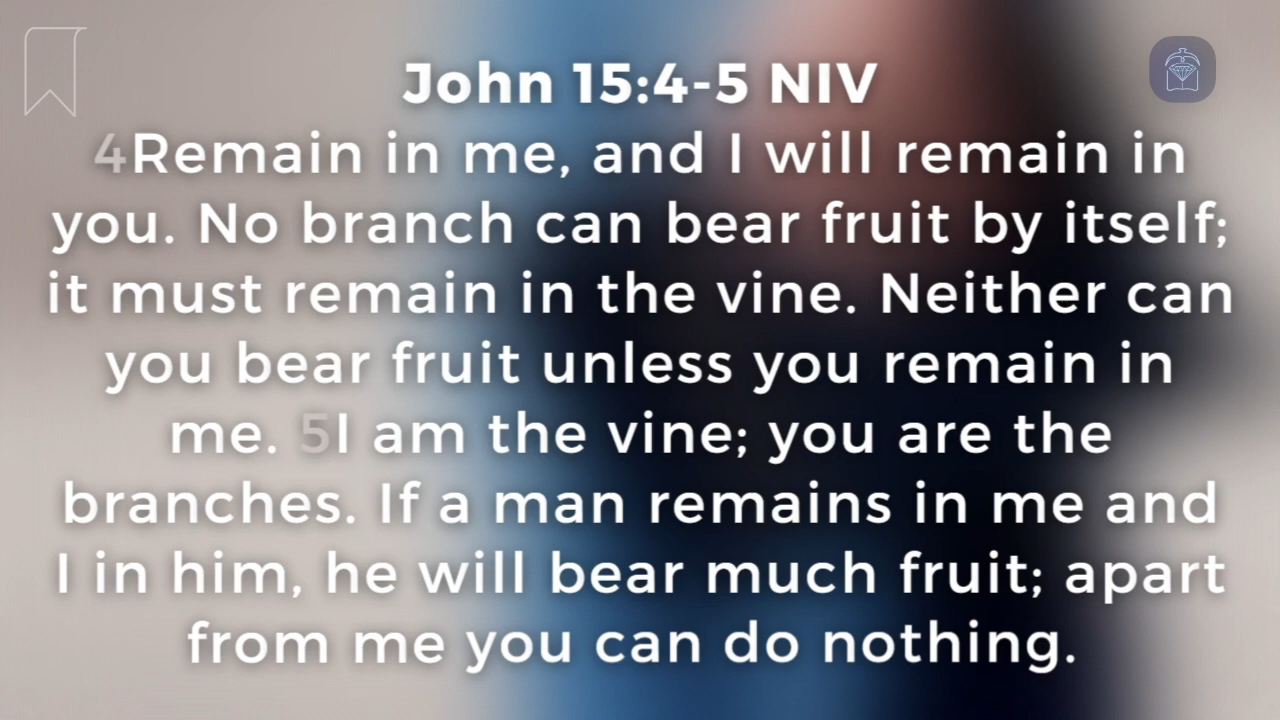 John 15:4-5 NIV
4Remain in me, and I will remain in
you. No branch can bear fruit by itself;
it must remain in the vine. Neither can
you bear fruit unless you remain in
me. 5I am the vine; you are the
branches. If a man remains in me and
I in him, he will bear much fruit; apart
from me you can do nothing.